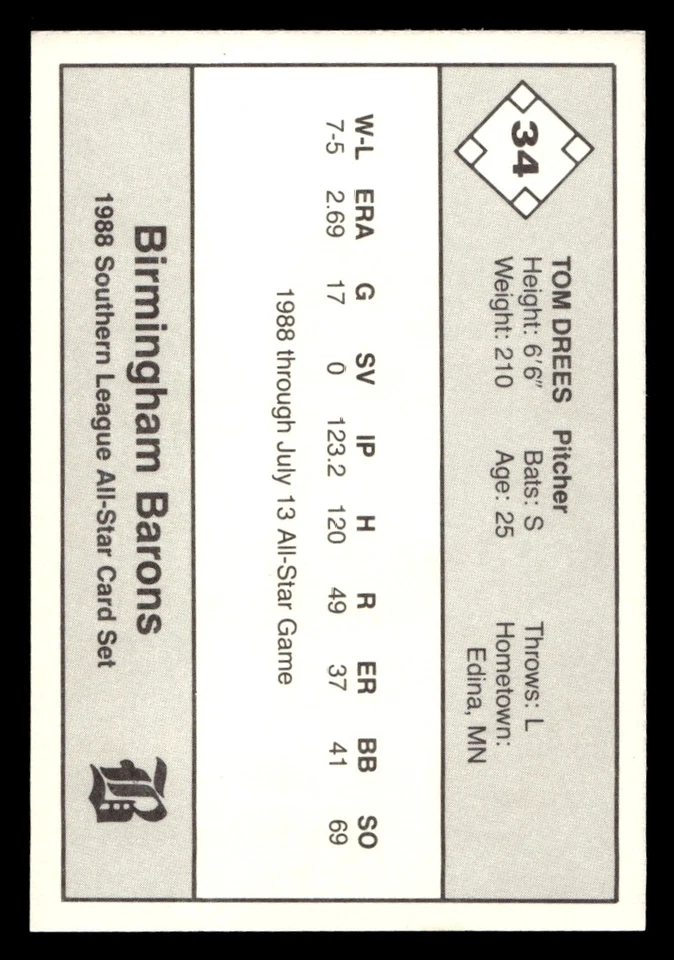 34
TOM DREES Pitcher
Height: 6'6" Bats: S Throws: L
Weight: 210 Age: 25 Hometown:
Edina, MN
W-L ERA G SV IP H R ER BB SO
7-5 2.69 17 0 123.2 120 49 37 41 69
1988 through July 13 All-Star Game
Birmingham Barons
1988 Southern League All-Star Card Set
B